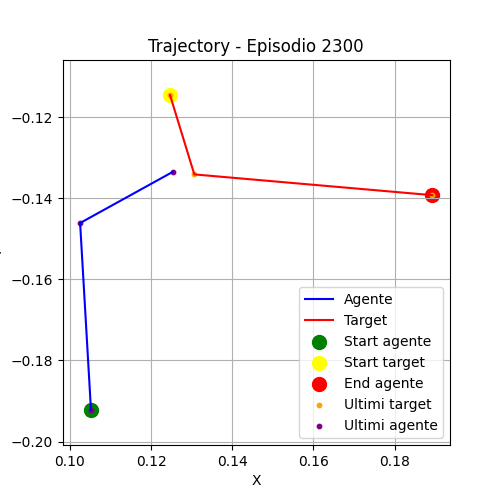 Trajectory - Episodio 2300
−0.12
−0.14
−0.16
−0.18
−0.20
0.10 0.12 0.14 0.16 0.18
X
Agente
Target
Start agente
Start target
End agente
Ultimi target
Ultimi agente